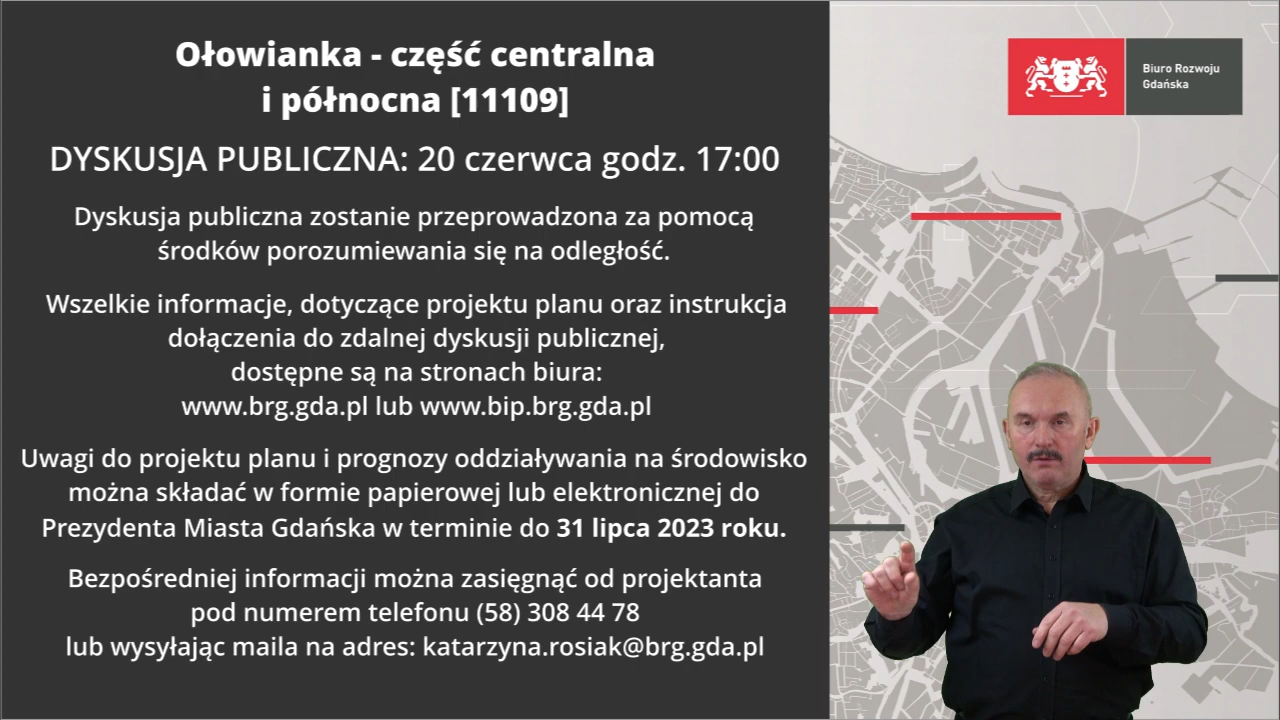 Ołowianka - część centralna
i północna [11109]
DYSKUSJA PUBLICZNA: 20 czerwca godz. 17:00
Dyskusja publiczna zostanie przeprowadzona za pomocą
środków porozumiewania się na odległość.
Wszelkie informacje, dotyczące projektu planu oraz instrukcja
dołączenia do zdalnej dyskusji publicznej,
dostępne są na stronach biura:
www.brg.gda.pl lub www.bip.brg.gda.pl
Uwagi do projektu planu i prognozy oddziaływania na środowisko
można składać w formie papierowej lub elektronicznej do
Prezydenta Miasta Gdańska w terminie do 31 lipca 2023 roku.
Bezpośredniej informacji można zasięgnąć od projektanta
pod numerem telefonu (58) 308 44 78
lub wysyłając maila na adres: katarzyna.rosiak@brg.gda.pl
Biuro Rozwoju
Gdańska